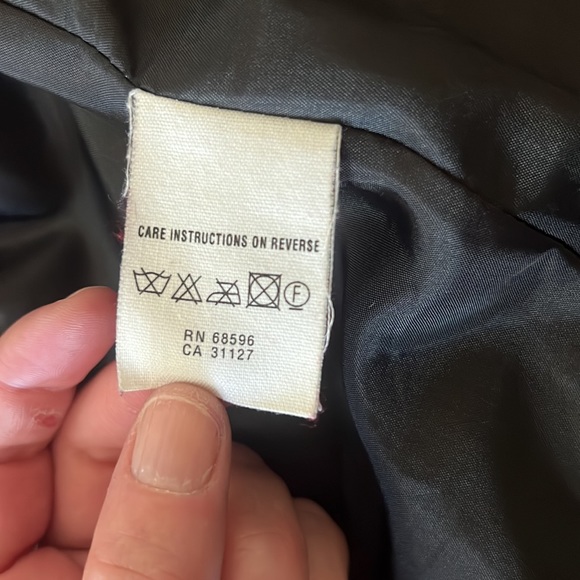 CARE INSTRUCTIONS ON REVERSE
F
RN 68596
CA 31127